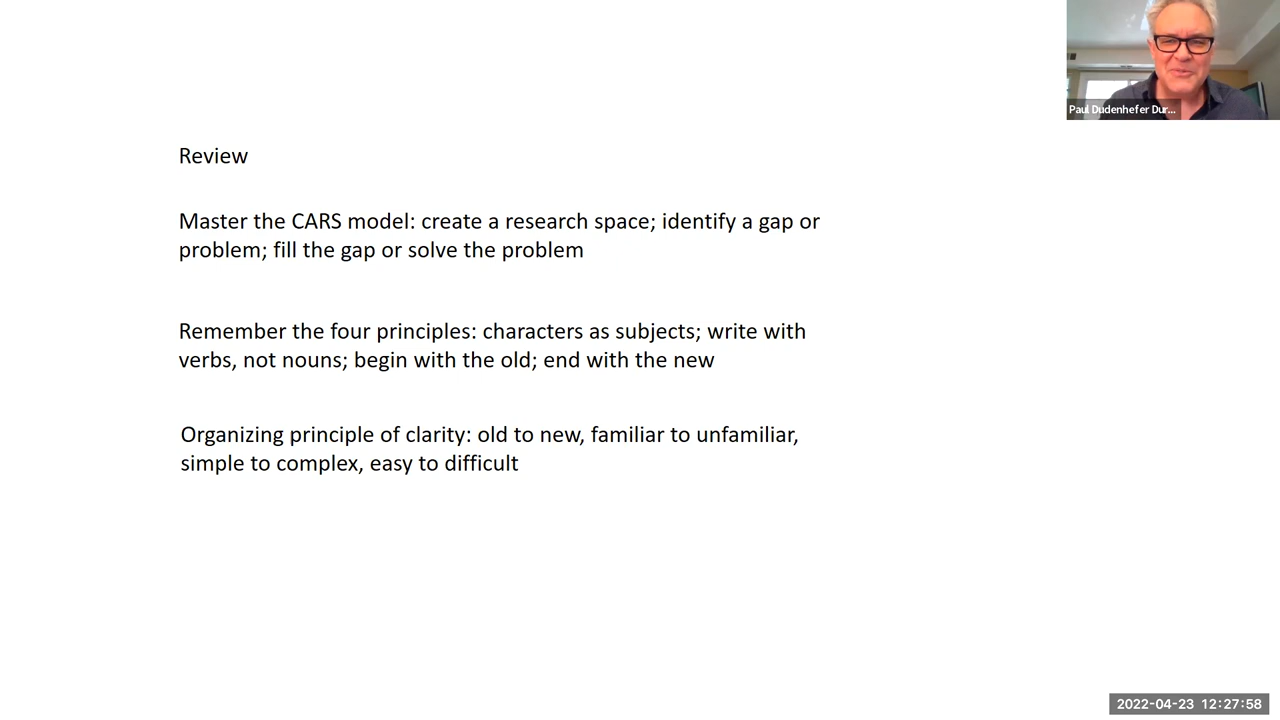 Paul Dudenhefer Dur...
Review
Master the CARS model: create a research space; identify a gap or
problem; fill the gap or solve the problem
Remember the four principles: characters as subjects; write with
verbs, not nouns; begin with the old; end with the new
Organizing principle of clarity: old to new, familiar to unfamiliar,
simple to complex, easy to difficult
2022-04-23 12:27:58